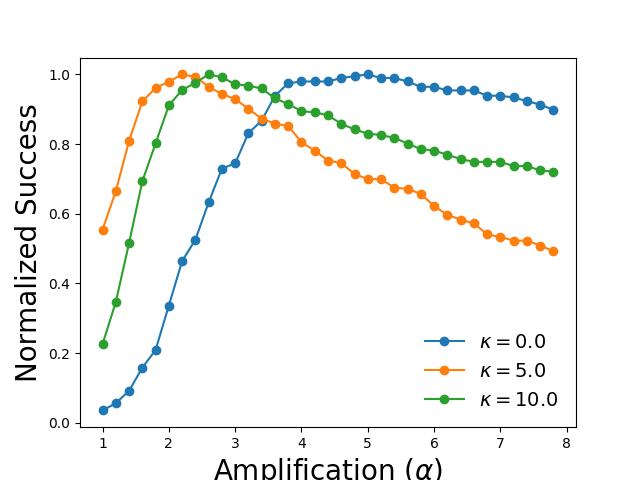 1.0
0.8
0.6
0.4
0.2
0.0
Normalized Success
κ = 0.0
κ = 5.0
κ = 10.0
1 2 3 4 5 6 7 8
Amplification (α)